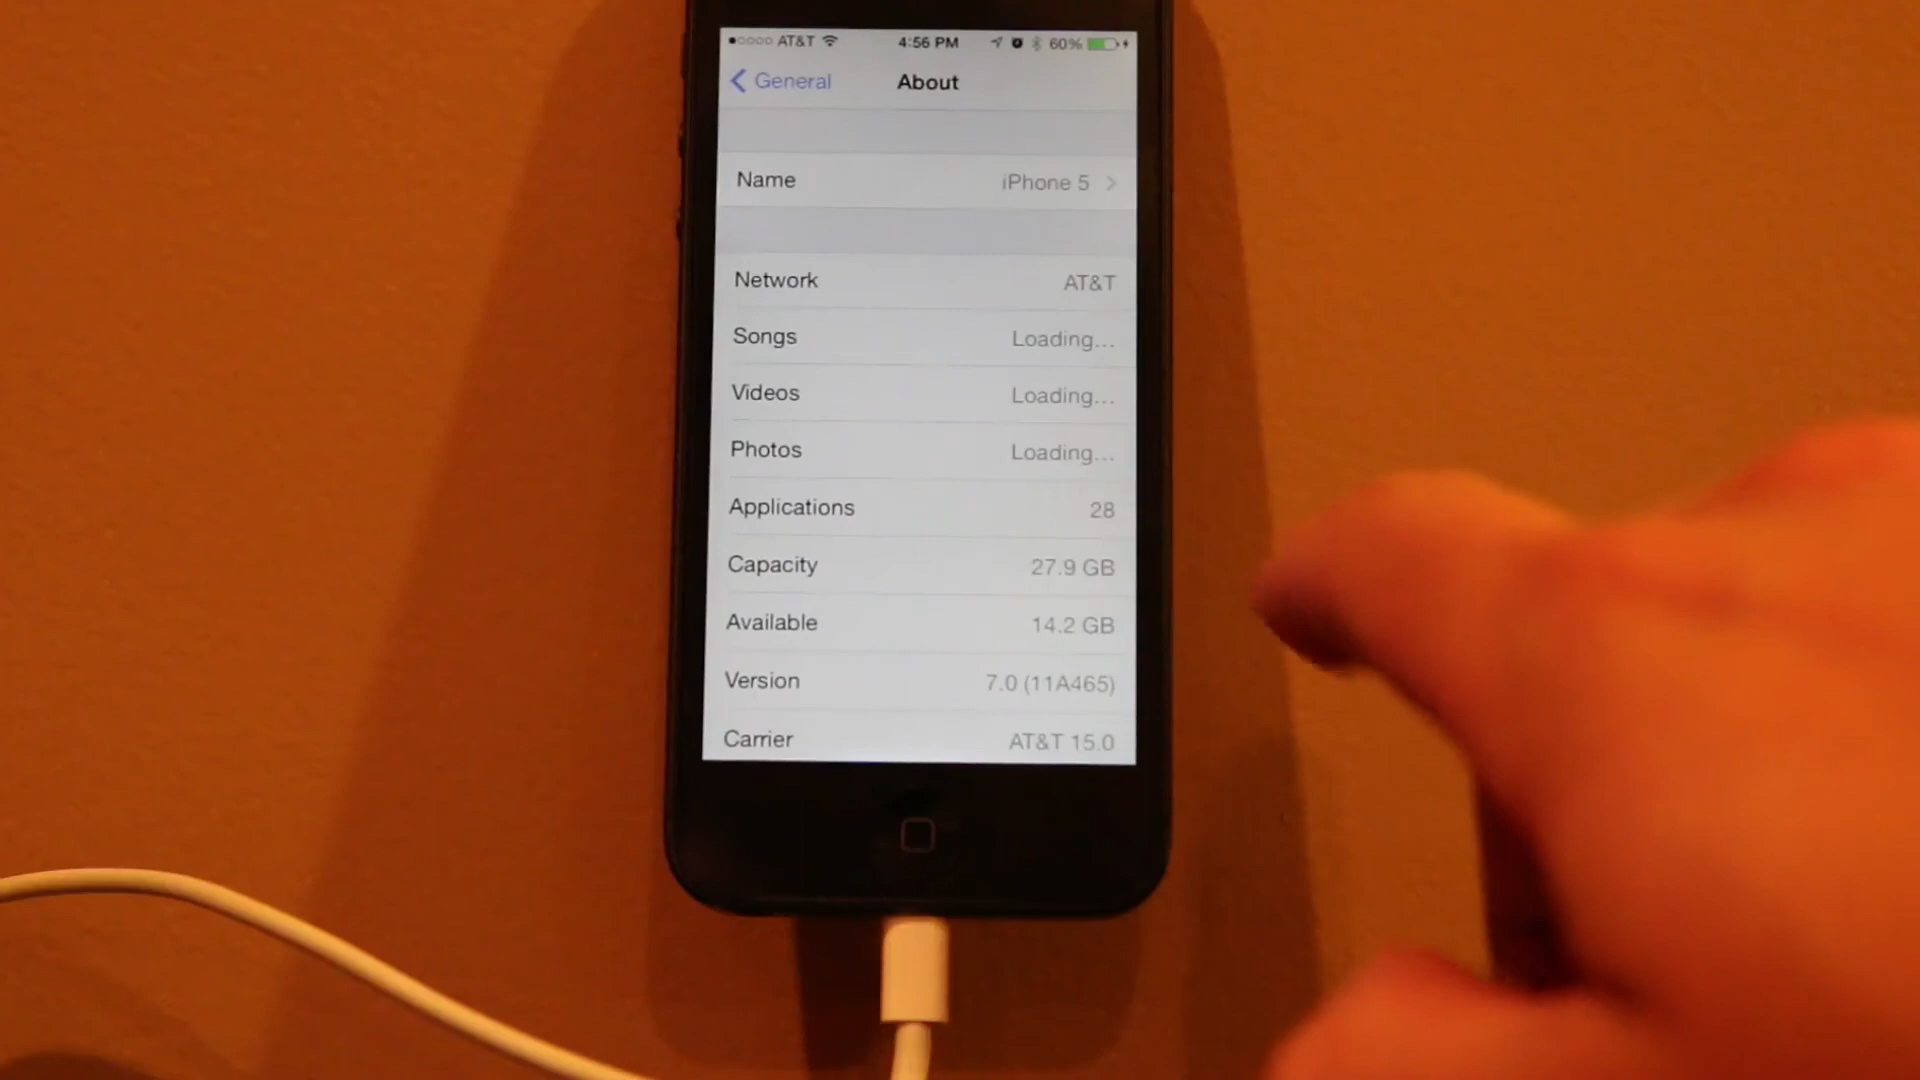 AT&T 4:56 PM 60%
General About
Name iPhone 5
Network AT&T
Songs Loading...
Videos Loading...
Photos Loading...
Applications 28
Capacity 27.9 GB
Available 14.2 GB
Version 7.0 (11A465)
Carrier AT&T 15.0